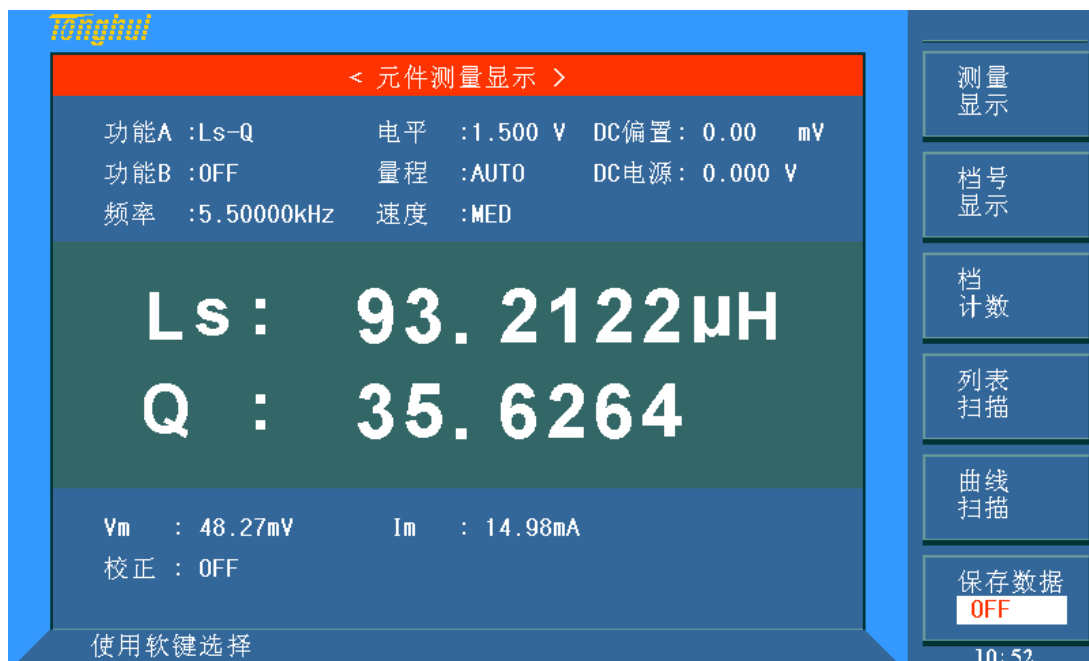 Tonghui
< 元件测量显示 >
功能A :Ls-Q 电平 :1.500 V DC偏置: 0.00 mV
功能B :OFF 量程 :AUTO DC电源: 0.000 V
频率 :5.50000kHz 速度 :MED
Ls: 93.2122μH
Q : 35.6264
Vm : 48.27mV Im : 14.98mA
校正 : OFF
使用软键选择
测量
显示
档号
显示
档
计数
列表
扫描
曲线
扫描
保存数据
OFF
10:52